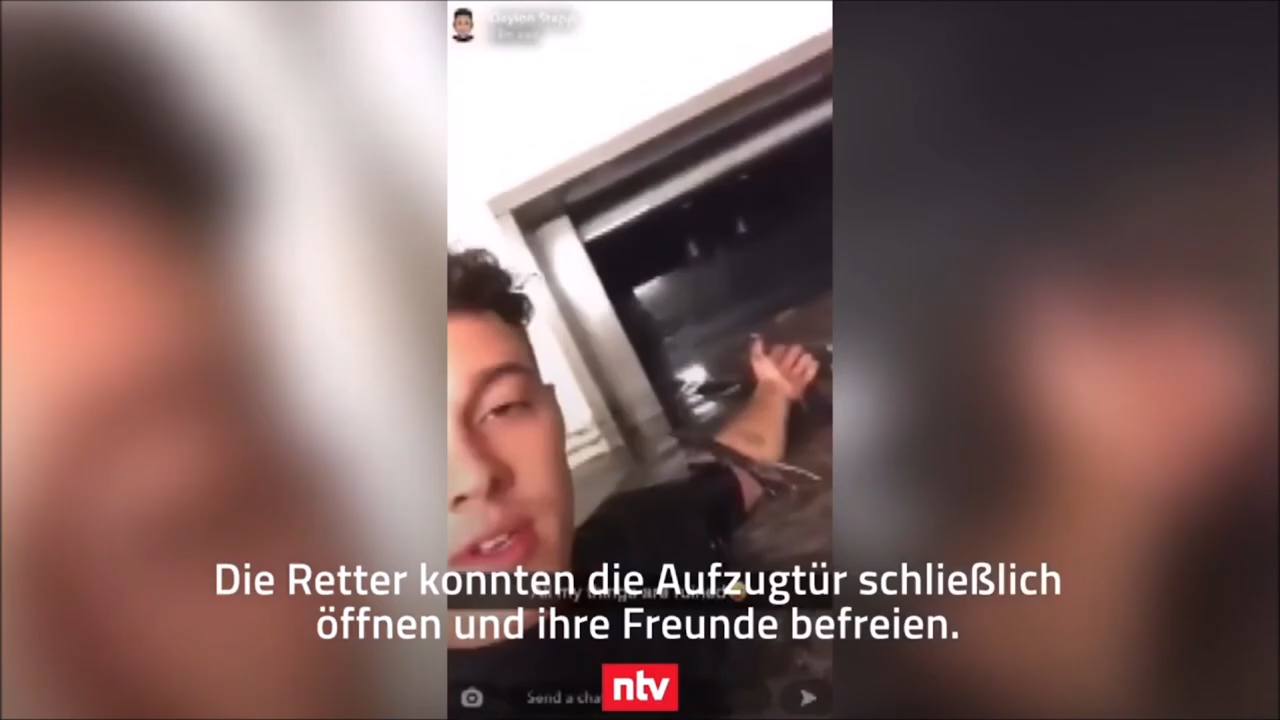 Die Retter konnten die Aufzugtür schließlich
öffnen und ihre Freunde befreien.
Send a cha
ntv